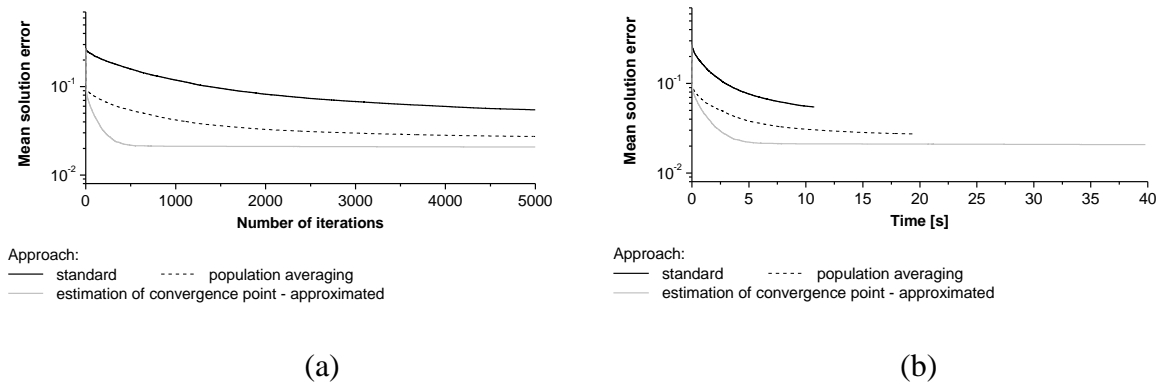 Mean solution error
10⁻¹
10⁻²
0 1000 2000 3000 4000 5000
Number of iterations
Approach:
standard population averaging
estimation of convergence point - approximated
(a)
Mean solution error
10⁻¹
10⁻²
0 5 10 15 20 25 30 35 40
Time [s]
Approach:
standard population averaging
estimation of convergence point - approximated
(b)